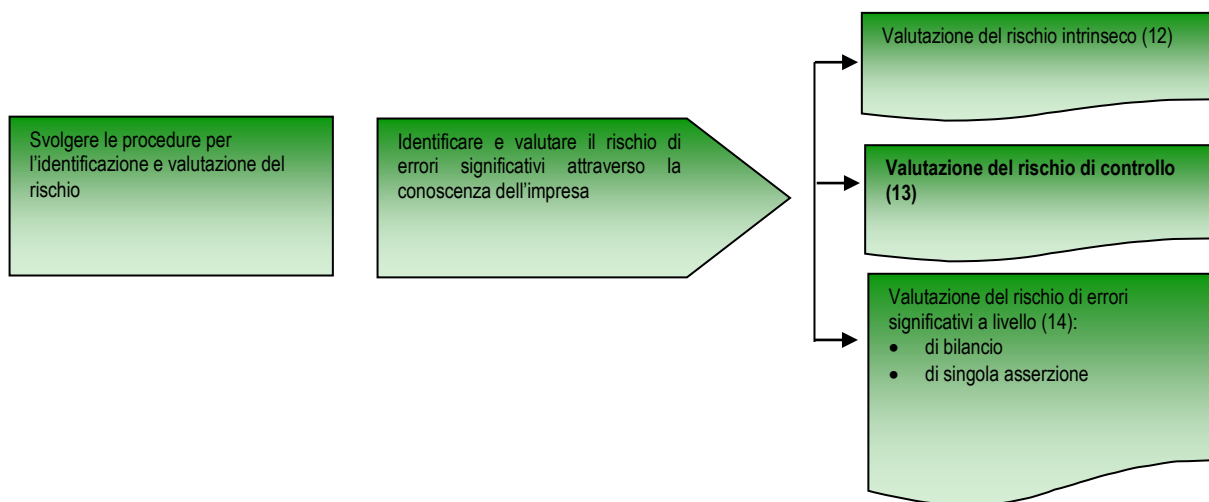 Svolgere le procedure per
l'identificazione e valutazione del
rischio
Identificare e valutare il rischio di
errori significativi attraverso la
conoscenza dell'impresa
Valutazione del rischio intrinseco (12)
Valutazione del rischio di controllo
(13)
Valutazione del rischio di errori
significativi a livello (14):
• di bilancio
• di singola asserzione